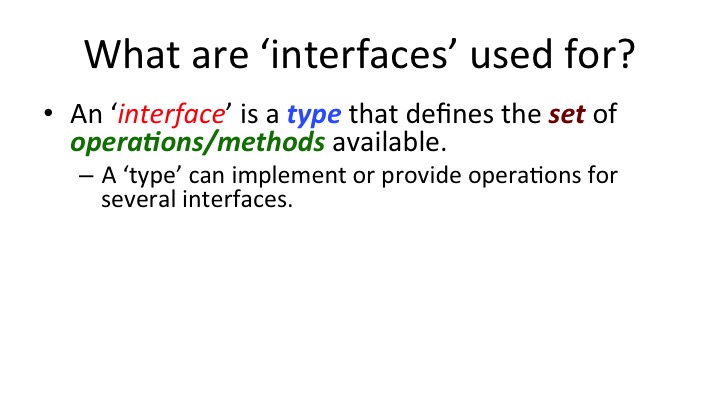 What are ‘interfaces’ used for?
• An ‘interface’ is a type that defines the set of
operations/methods available.
– A ‘type’ can implement or provide operations for
several interfaces.